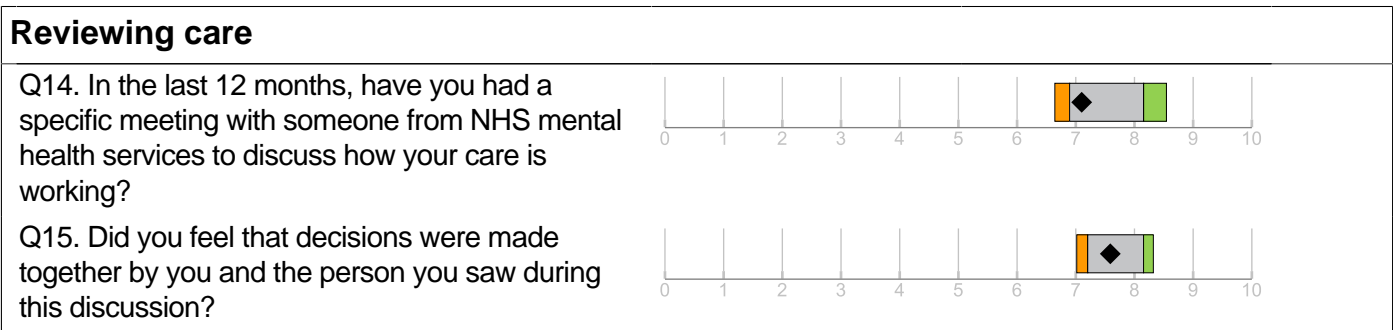 Reviewing care
Q14. In the last 12 months, have you had a
specific meeting with someone from NHS mental
health services to discuss how your care is
working?
0 1 2 3 4 5 6 7 8 9 10
Q15. Did you feel that decisions were made
together by you and the person you saw during
this discussion?
0 1 2 3 4 5 6 7 8 9 10